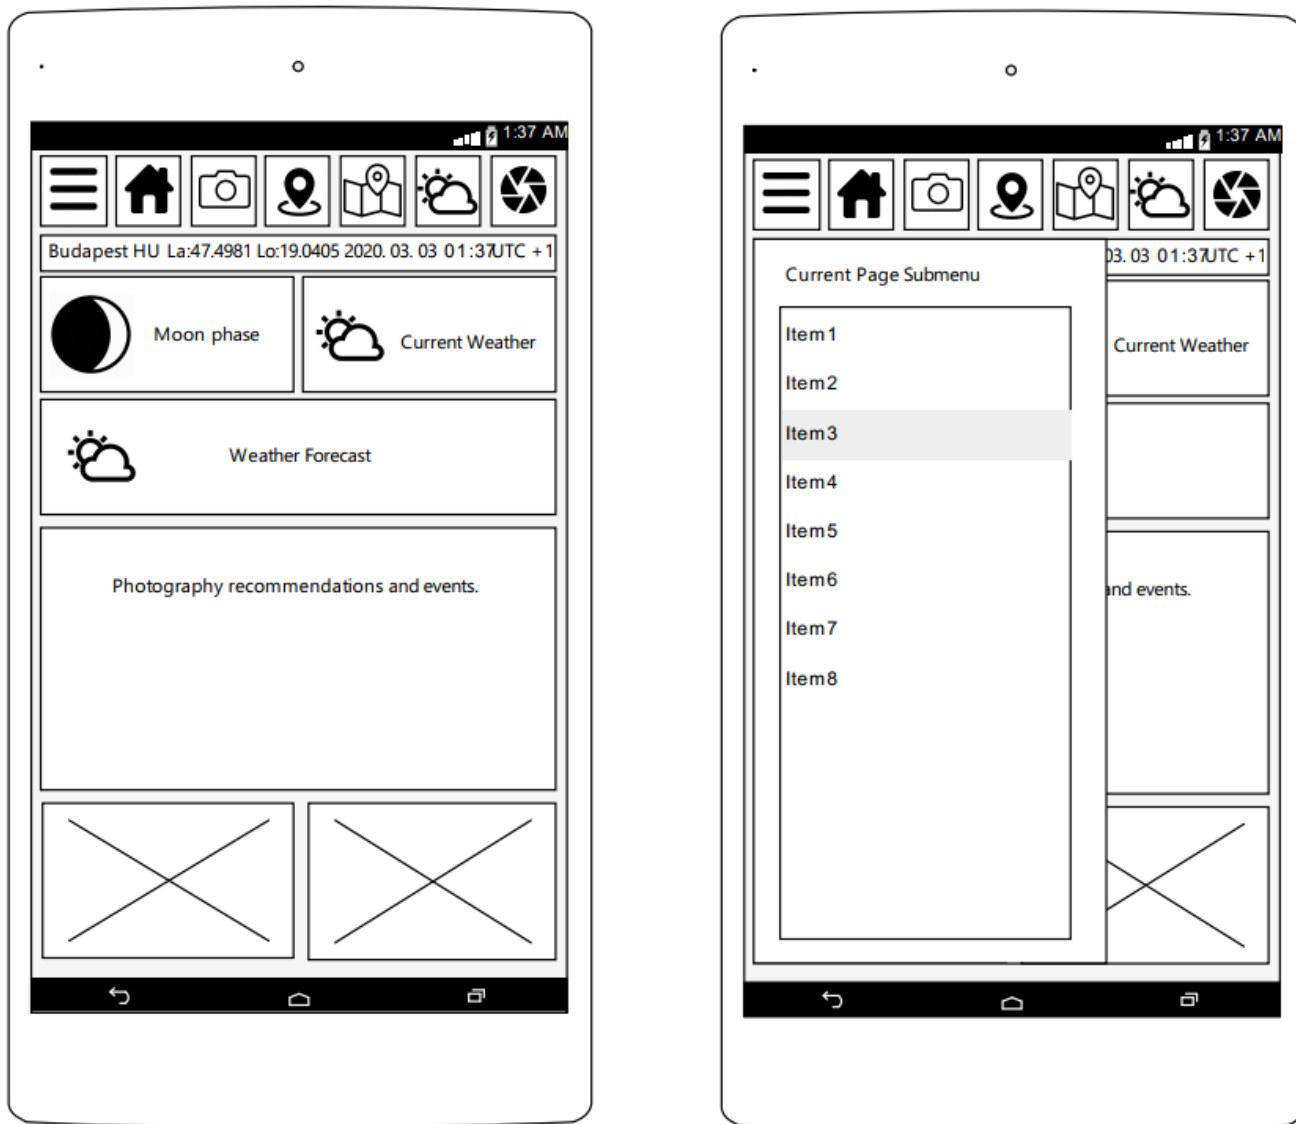 1:37 AM
Budapest HU La:47.4981 Lo:19.0405 2020. 03. 03 01:37UTC +1
Moon phase
Current Weather
Weather Forecast
Photography recommendations and events.
1:37 AM
03. 03 01:37UTC +1
Current Page Submenu
Item1
Item2
Item3
Item4
Item5
Item6
Item7
Item8
Current Weather
and events.